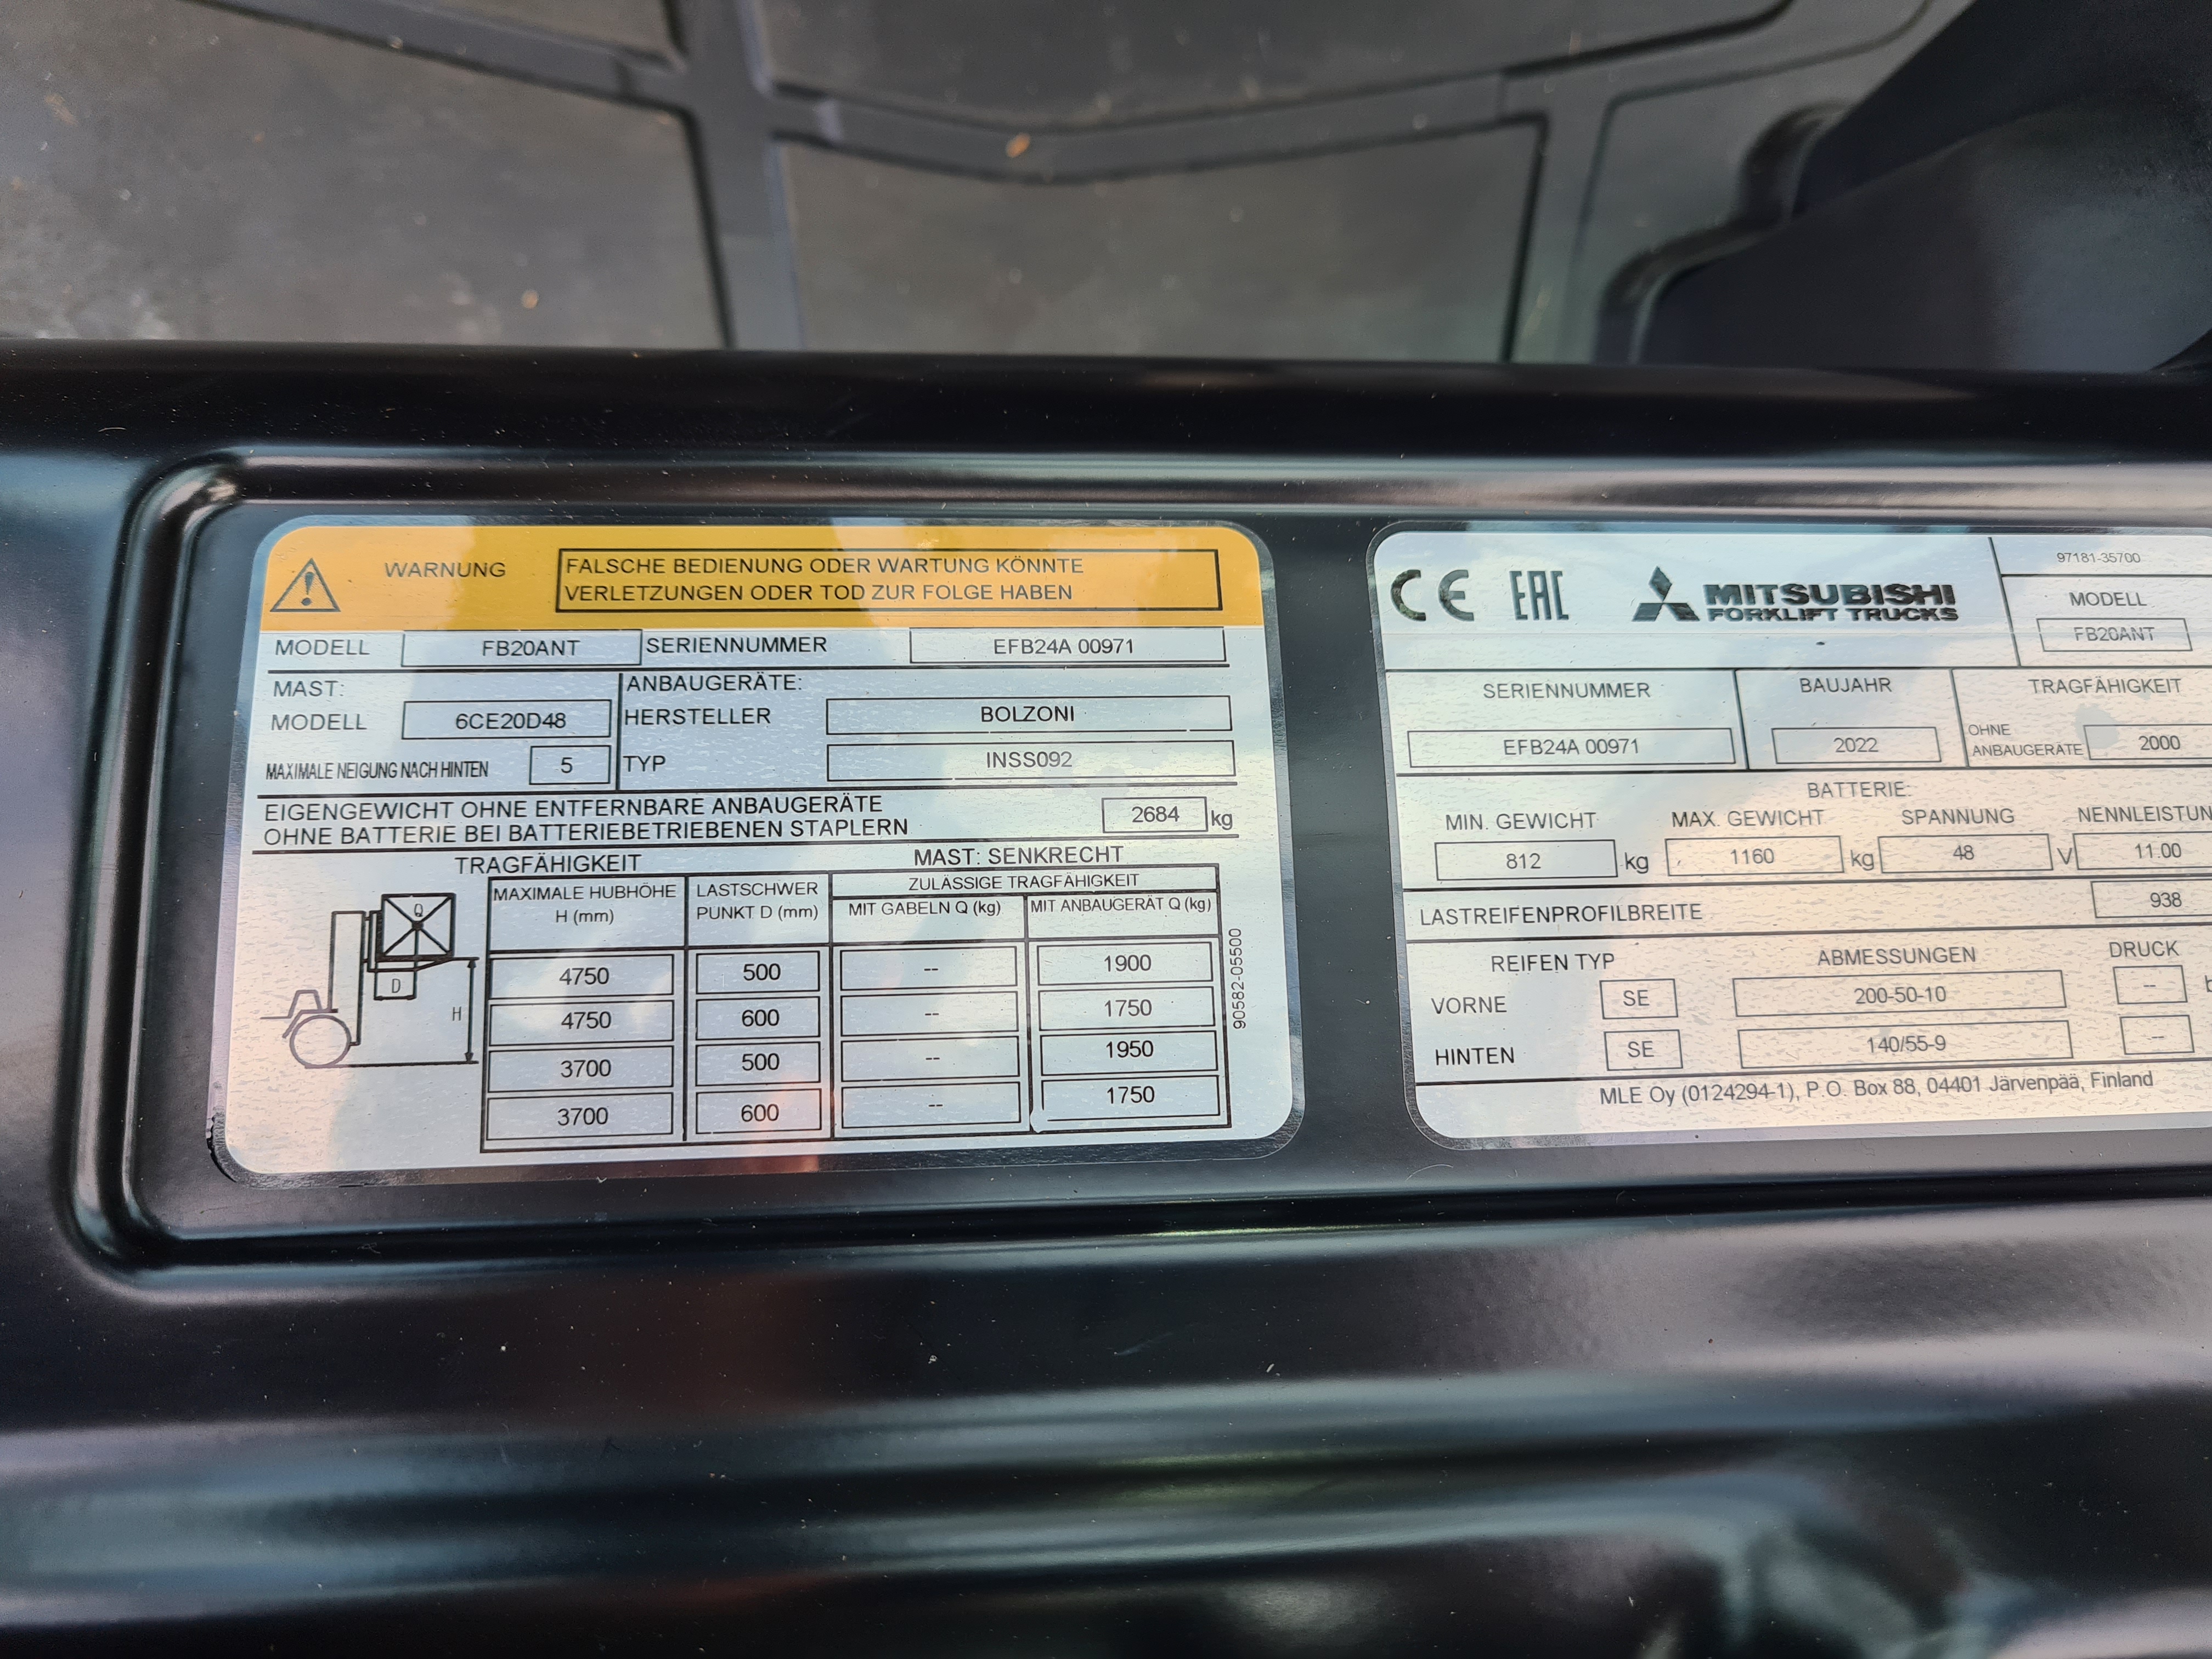 WARNUNG
FALSCHE BEDIENUNG ODER WARTUNG KÖNNTE
VERLETZUNGEN ODER TOD ZUR FOLGE HABEN
MODELL FB20ANT SERIENNUMMER EFB24A 00971
MAST: ANBAUGERÄTE:
MODELL 6CE20D48 HERSTELLER BOLZONI
MAXIMALE NEIGUNG NACH HINTEN 5 TYP INSS092
EIGENGEWICHT OHNE ENTFERNBARE ANBAUGERÄTE
OHNE BATTERIE BEI BATTERIEBETRIEBENEN STAPLERN 2684 kg
TRAGFÄHIGKEIT MAST: SENKRECHT
MAXIMALE HUBHÖHE LASTSCHWER ZULÄSSIGE TRAGFÄHIGKEIT
H (mm) PUNKT D (mm) MIT GABELN Q (kg) MIT ANBAUGERÄT Q (kg)
4750 500 -- 1900
4750 600 -- 1750
3700 500 -- 1950
3700 600 -- 1750
Q
D
H
90582-05500
CE EAC MITSUBISHI
FORKLIFT TRUCKS
97181-35700
MODELL
FB20ANT
SERIENNUMMER BAUJAHR TRAGFÄHIGKEIT
EFB24A 00971 2022 OHNE
ANBAUGERÄTE 2000
BATTERIE:
MIN. GEWICHT MAX. GEWICHT SPANNUNG NENNLEISTUN
812 kg 1160 kg 48 V 11.00
LASTREIFENPROFILBREITE 938
REIFEN TYP ABMESSUNGEN DRUCK
VORNE SE 200-50-10 --
HINTEN SE 140/55-9 --
MLE Oy (0124294-1), P.O. Box 88, 04401 Järvenpää, Finland